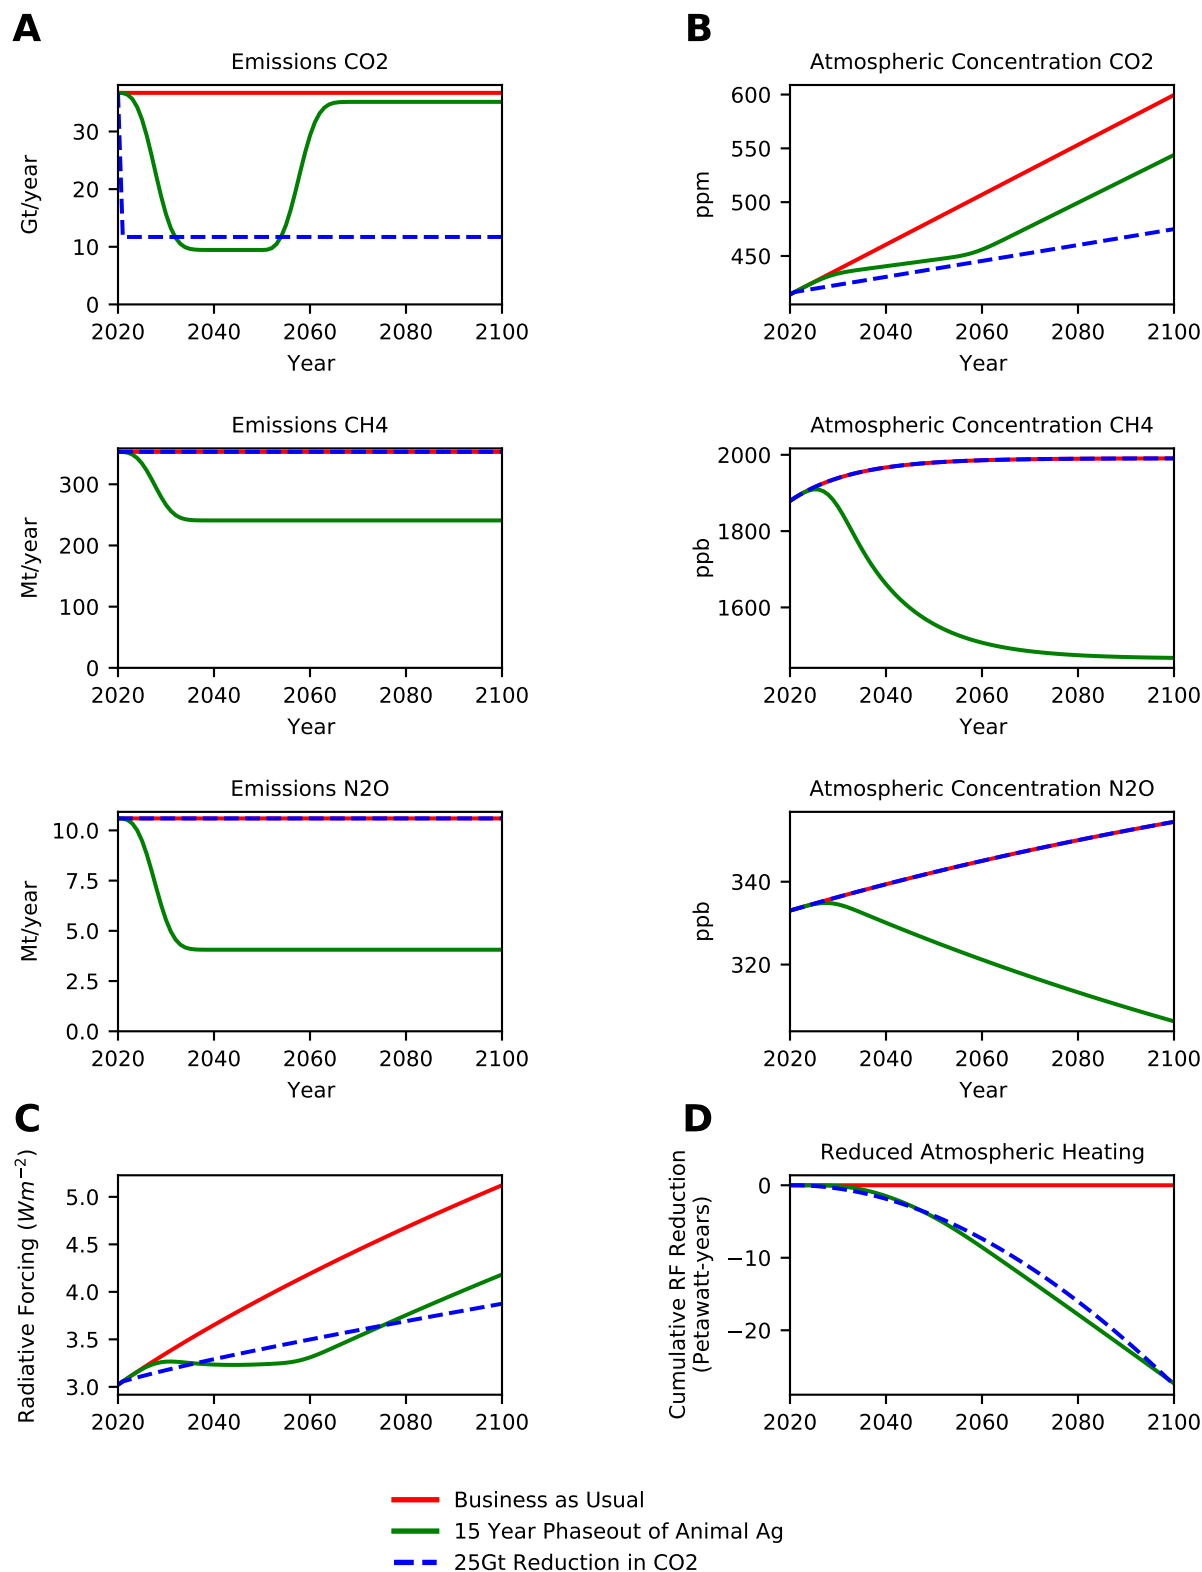 A
Emissions CO2
Gt/year
30
20
10
0
2020 2040 2060 2080 2100
Year
B
Atmospheric Concentration CO2
ppm
600
550
500
450
2020 2040 2060 2080 2100
Year
Emissions CH4
Mt/year
300
200
100
0
2020 2040 2060 2080 2100
Year
Atmospheric Concentration CH4
ppb
2000
1800
1600
2020 2040 2060 2080 2100
Year
Emissions N2O
Mt/year
10.0
7.5
5.0
2.5
0.0
2020 2040 2060 2080 2100
Year
Atmospheric Concentration N2O
ppb
340
320
2020 2040 2060 2080 2100
Year
C
Radiative Forcing (Wm⁻²)
5.0
4.5
4.0
3.5
3.0
2020 2040 2060 2080 2100
D
Reduced Atmospheric Heating
Cumulative RF Reduction
(Petawatt-years)
0
−10
−20
2020 2040 2060 2080 2100
Business as Usual
15 Year Phaseout of Animal Ag
25Gt Reduction in CO2